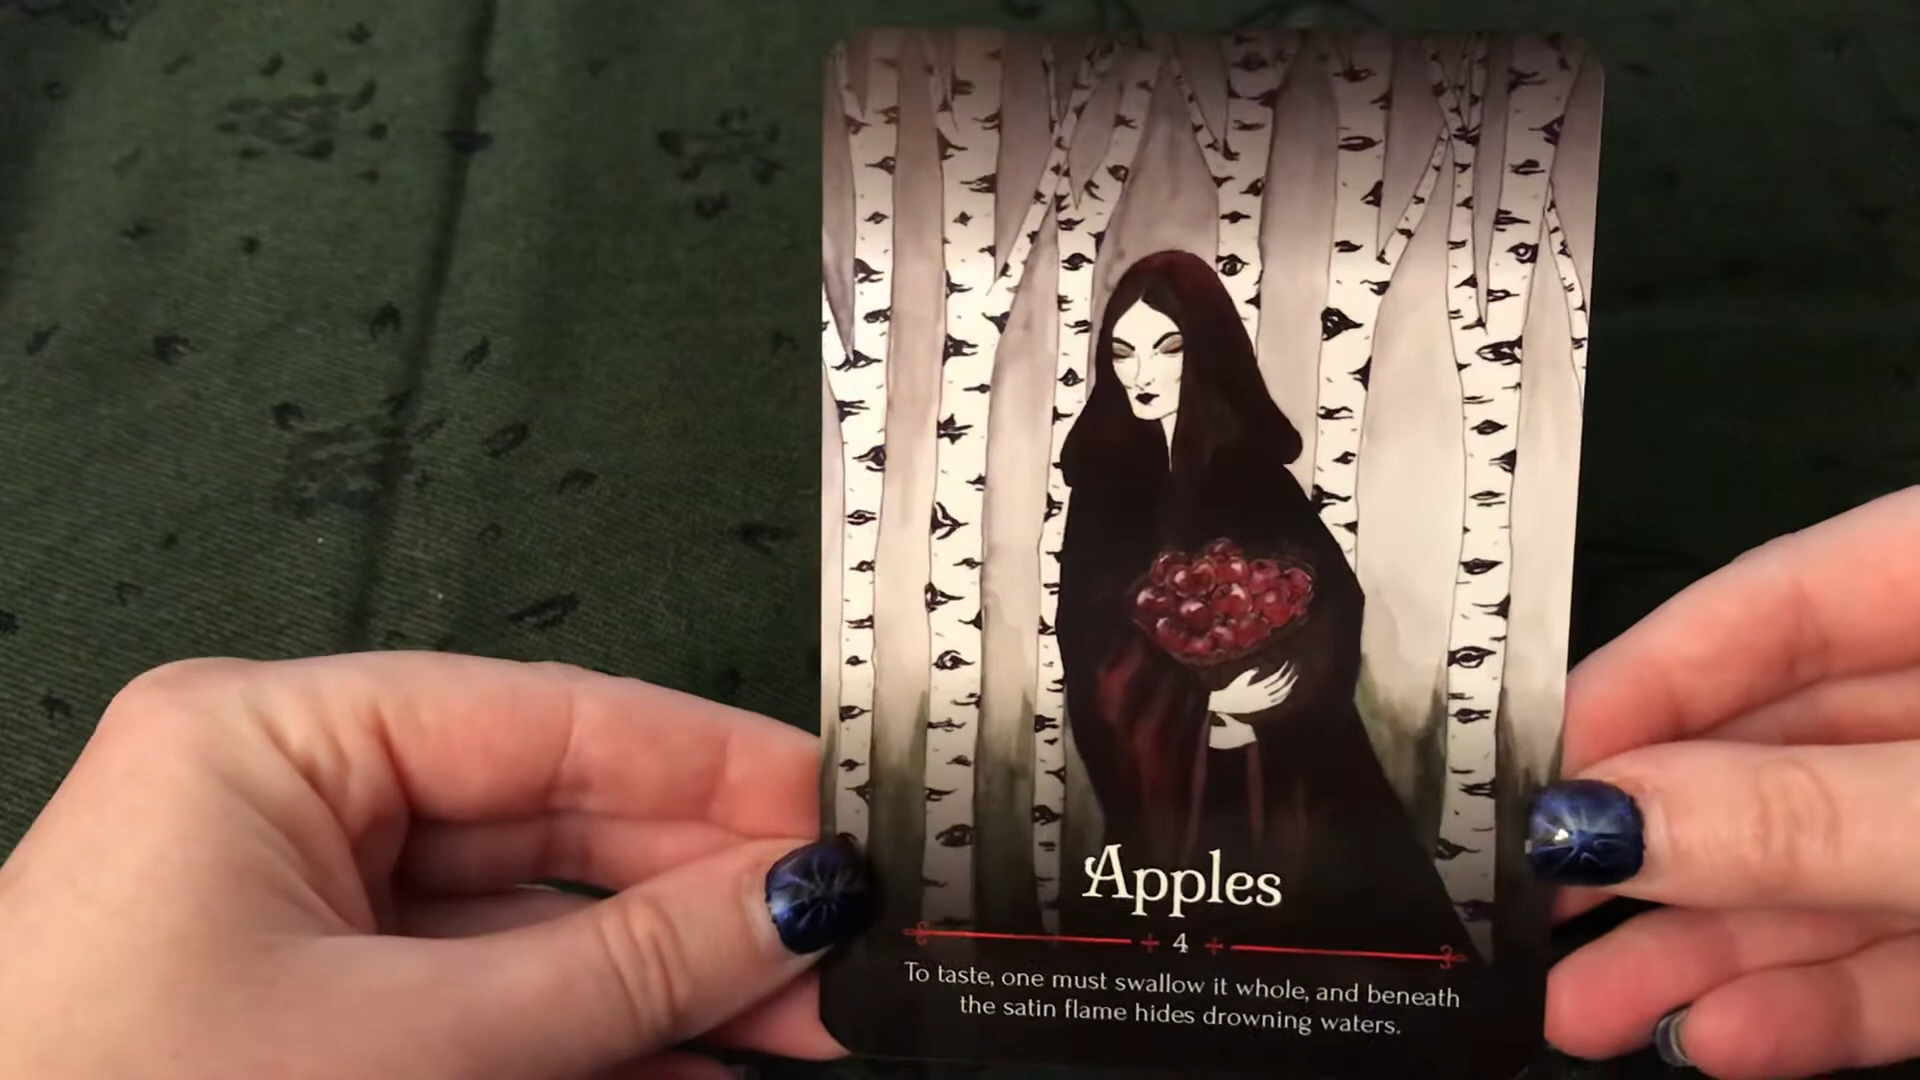 Apples
4
To taste, one must swallow it whole, and beneath
the satin flame hides drowning waters.